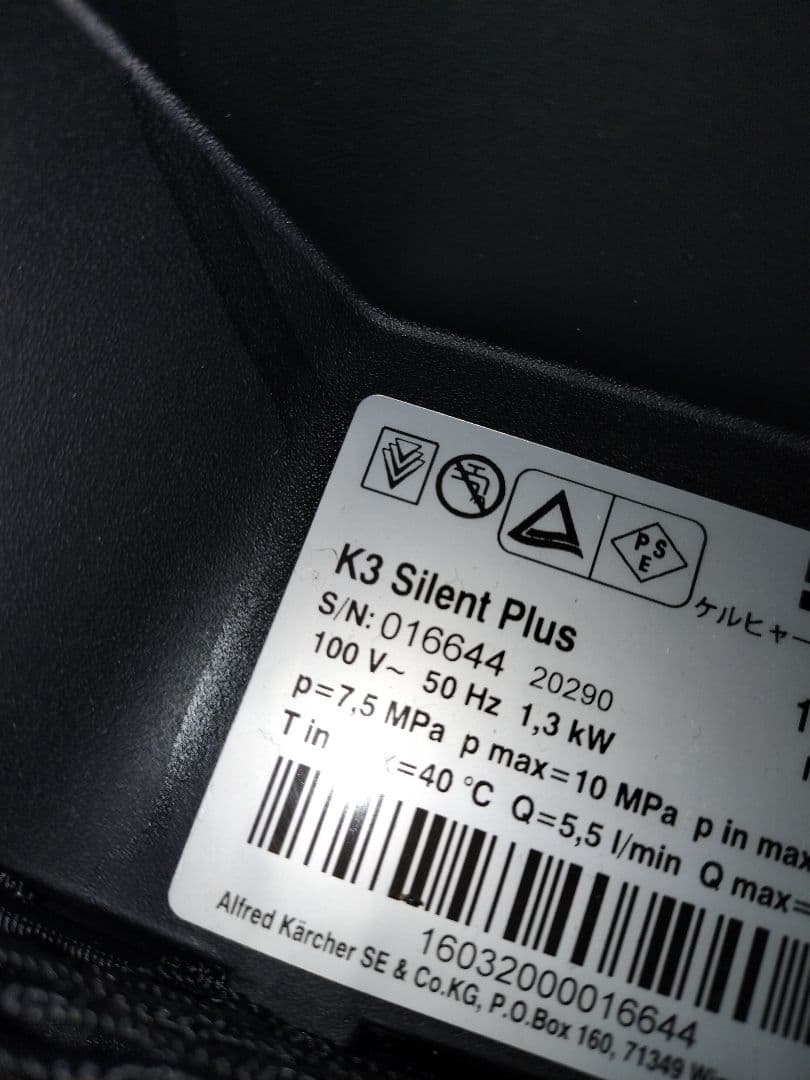 PSE
ケルヒャー
K3 Silent Plus
S/N: 016644 20290
100 V~ 50 Hz 1,3 kW
p=7,5 MPa p max=10 MPa p in max
T in =40 °C Q=5,5 l/min Q max=
16032000016644
Alfred Kärcher SE & Co.KG, P.O.Box 160, 71349